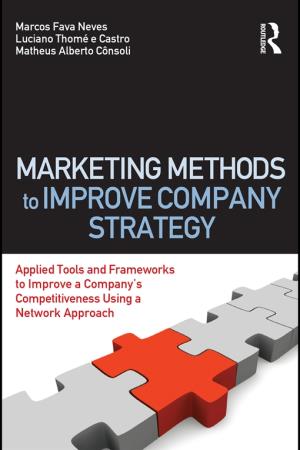 Marcos Fava Neves
Luciano Thomé e Castro
Matheus Alberto Cônsoli
ROUTLEDGE
MARKETING METHODS
to IMPROVE COMPANY
STRATEGY
Applied Tools and Frameworks
to Improve a Company's
Competitiveness Using a
Network Approach